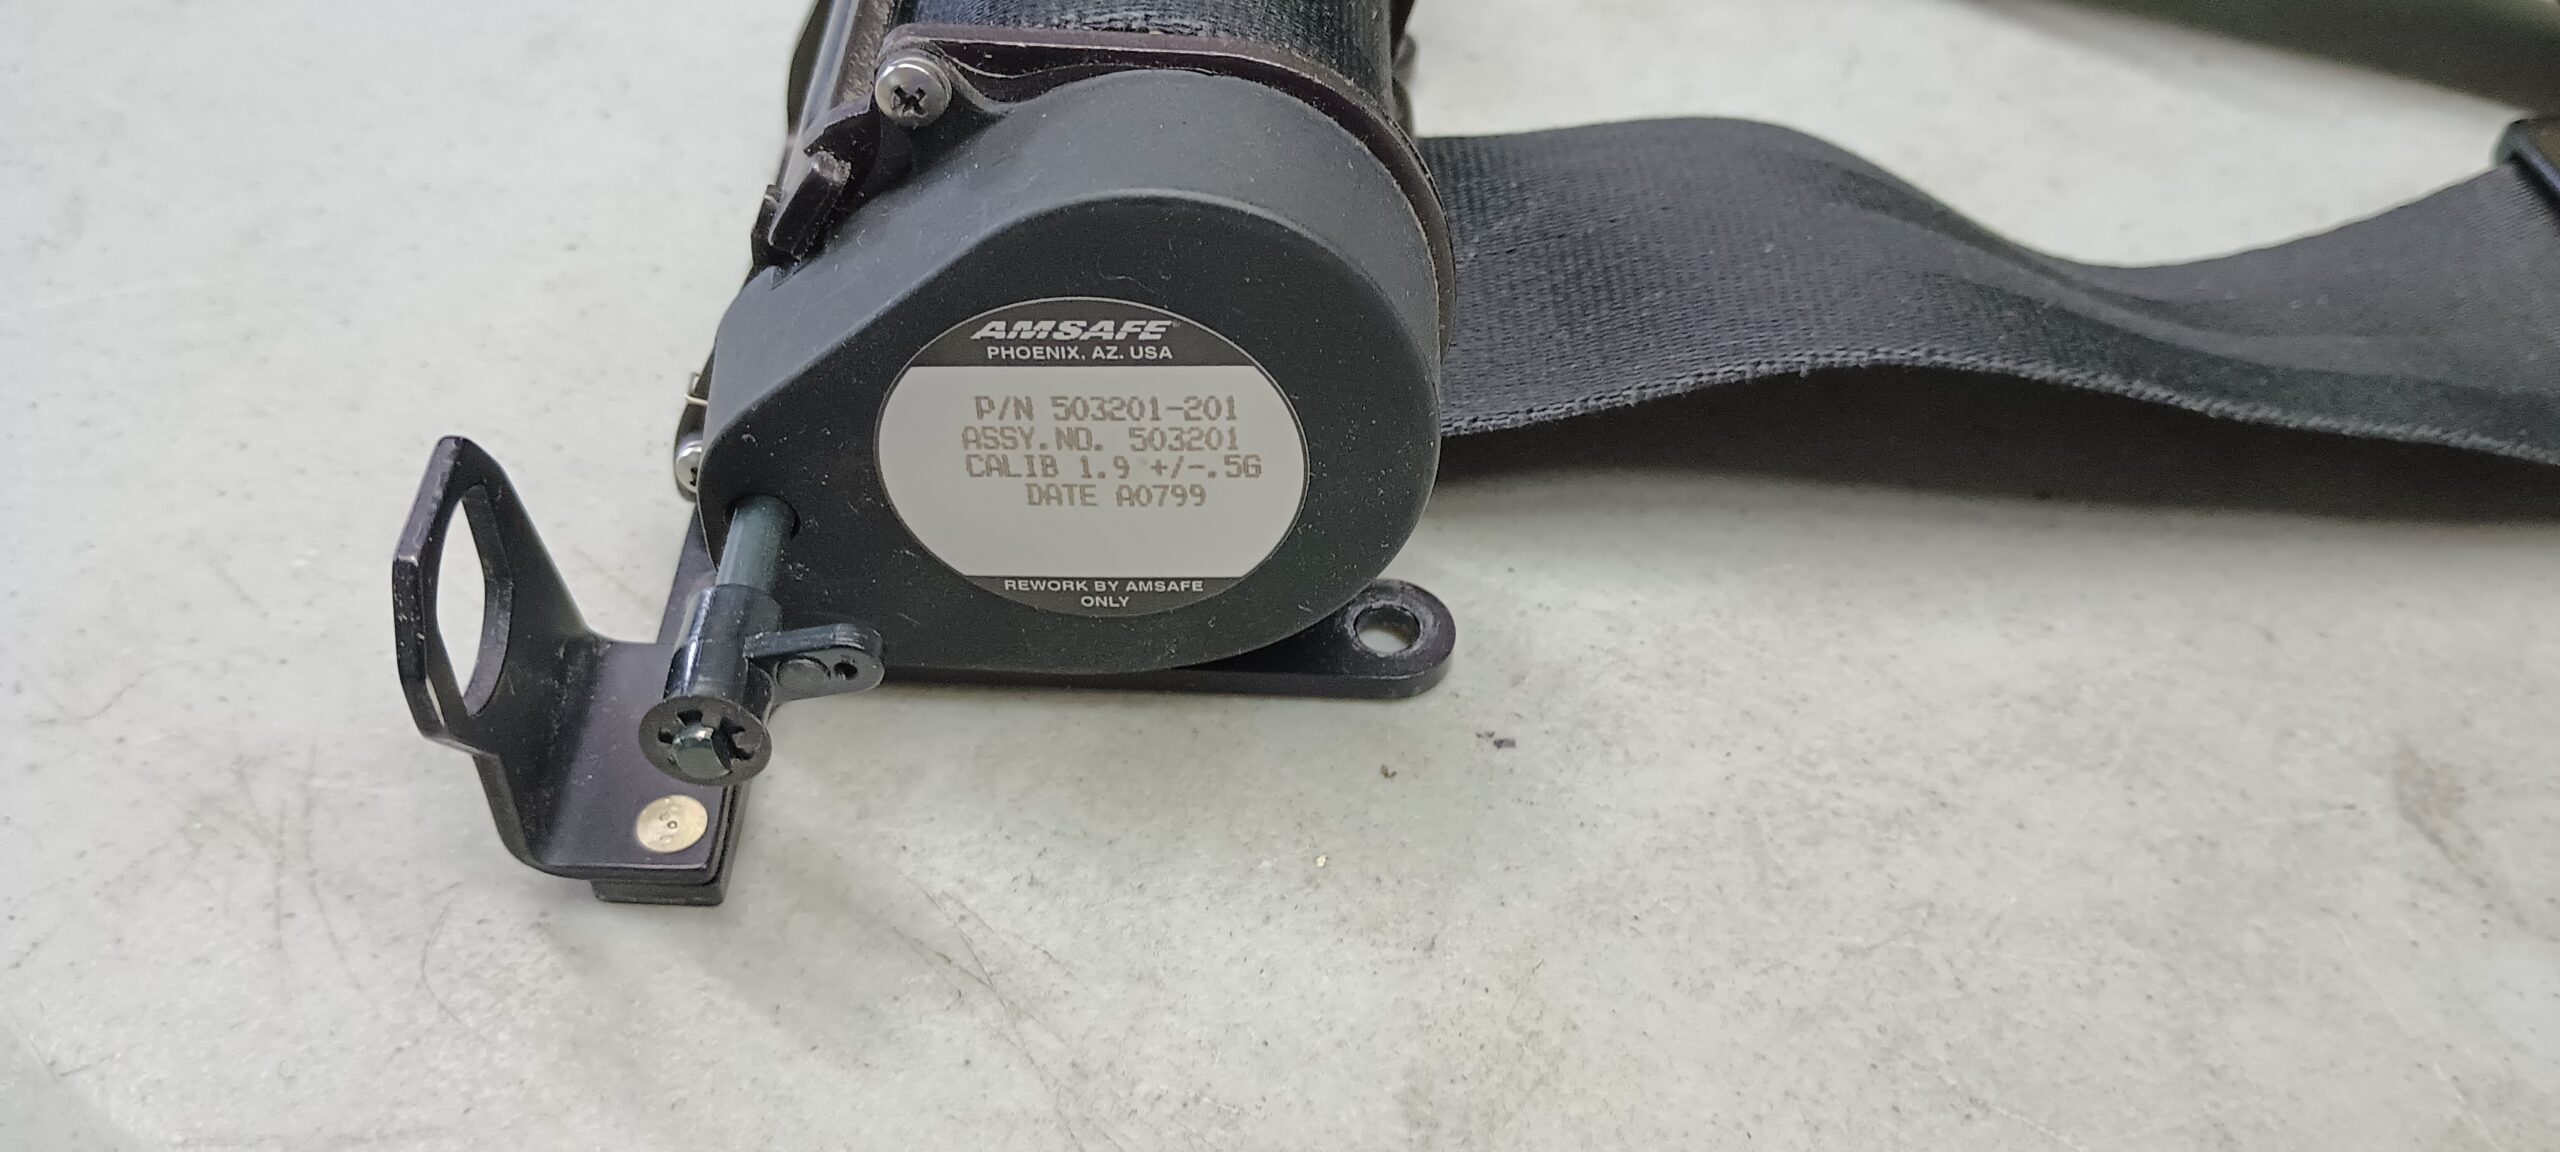 AMSAFE®
PHOENIX, AZ. USA
P/N 503201-201
ASSY.NO. 503201
CALIB 1.9 +/-.5G
DATE A0799
REWORK BY AMSAFE
ONLY